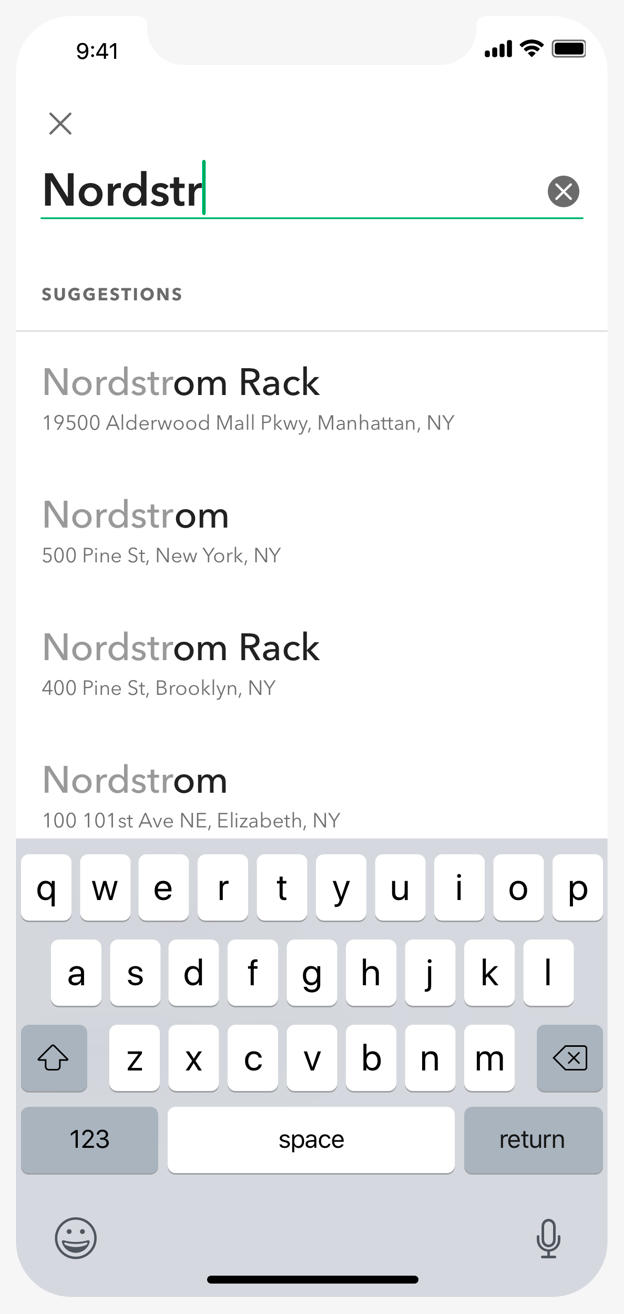 9:41
Nordstr
SUGGESTIONS
Nordstrom Rack
19500 Alderwood Mall Pkwy, Manhattan, NY
Nordstrom
500 Pine St, New York, NY
Nordstrom Rack
400 Pine St, Brooklyn, NY
Nordstrom
100 101st Ave NE, Elizabeth, NY
q w e r t y u i o p
a s d f g h j k l
z x c v b n m
123 space return